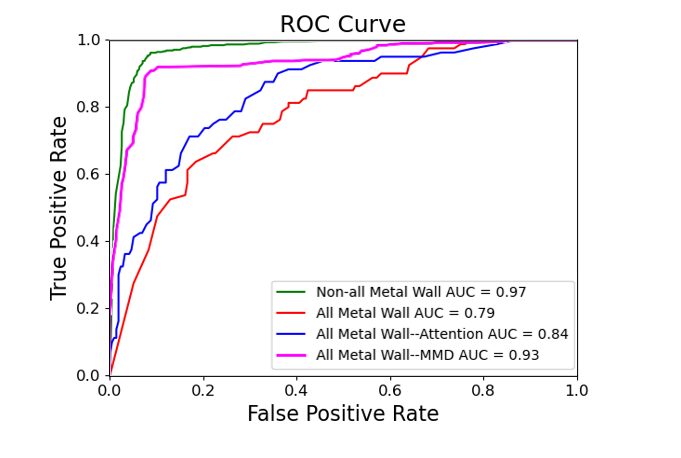 ROC Curve
True Positive Rate
1.0
0.8
0.6
0.4
0.2
0.0
Non-all Metal Wall AUC = 0.97
All Metal Wall AUC = 0.79
All Metal Wall--Attention AUC = 0.84
All Metal Wall--MMD AUC = 0.93
0.0 0.2 0.4 0.6 0.8 1.0
False Positive Rate